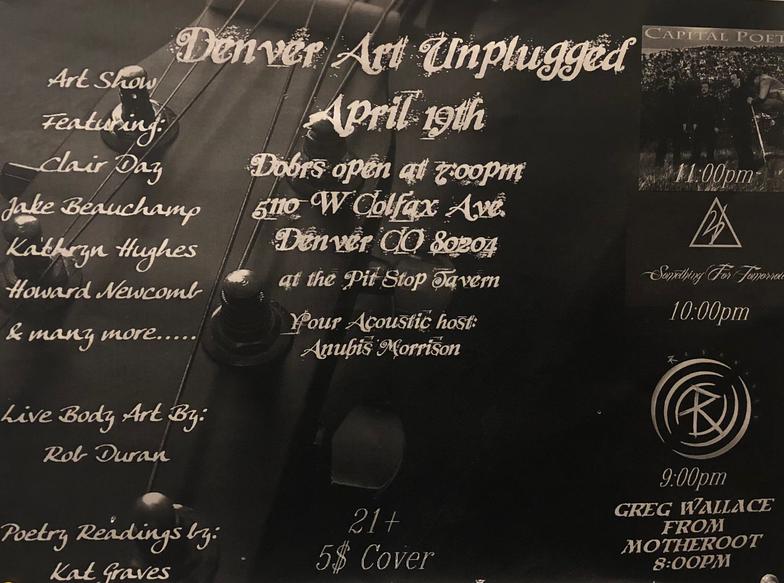 Denver Art Unplugged
April 19th
Doors open at 7:00pm
5110 W Colfax Ave.
Denver CO 80204
at the Pit Stop Tavern
Your Acoustic host:
Anubis Morrison
21+
5$ Cover
Art Show
Featuring:
Clair Day
Jake Beauchamp
Kathryn Hughes
Howard Newcomb
& many more.....
Live Body Art By:
Rob Duran
Poetry Readings by:
Kat Graves
CAPITAL POET
11:00pm
Something For Tomorrow
10:00pm
9:00pm
GREG WALLACE
FROM
MOTHEROOT
8:00PM